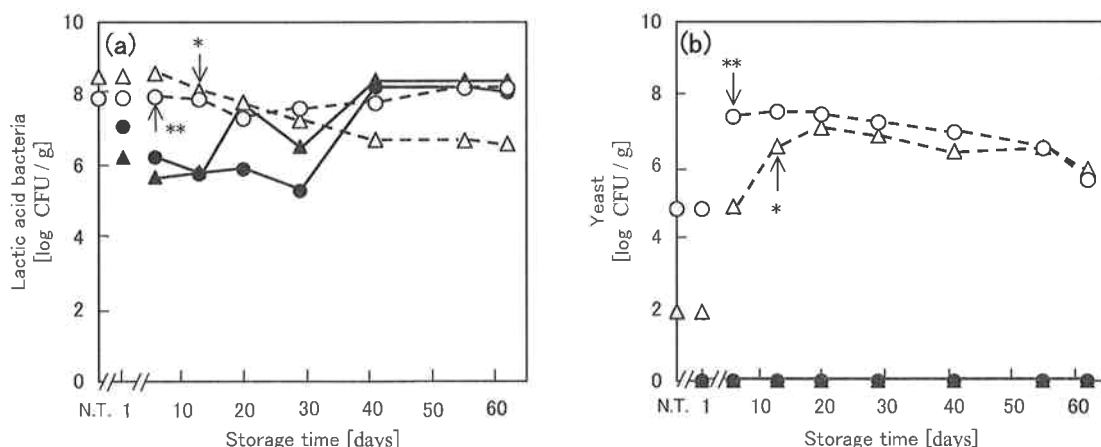 (a)
10
8
6
4
2
0
*
**
Lactic acid bacteria
[log CFU / g]
N.T. 1 10 20 30 40 50 60
Storage time [days]
(b)
10
8
6
4
2
0
**
*
Yeast
[log CFU / g]
N.T. 1 10 20 30 40 50 60
Storage time [days]